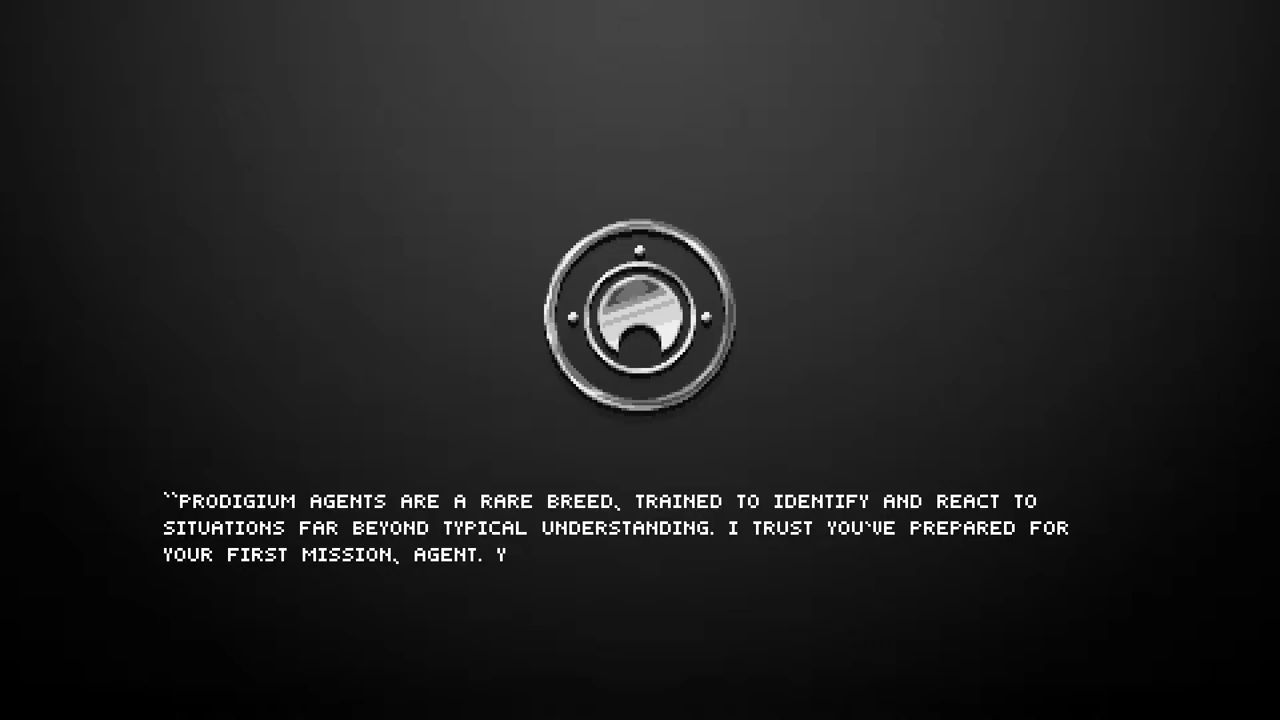 ``PRODIGIUM AGENTS ARE A RARE BREED, TRAINED TO IDENTIFY AND REACT TO
SITUATIONS FAR BEYOND TYPICAL UNDERSTANDING. I TRUST YOU`VE PREPARED FOR
YOUR FIRST MISSION, AGENT. Y